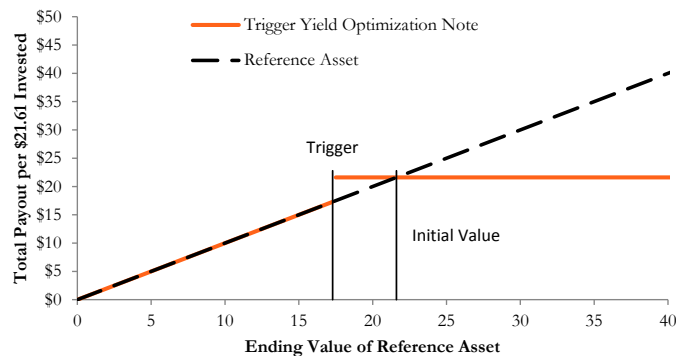 $50
$45
$40
$35
$30
$25
$20
$15
$10
$5
$0
Total Payout per $21.61 Invested
Trigger Yield Optimization Note
Reference Asset
Trigger
Initial Value
0 5 10 15 20 25 30 35 40
Ending Value of Reference Asset